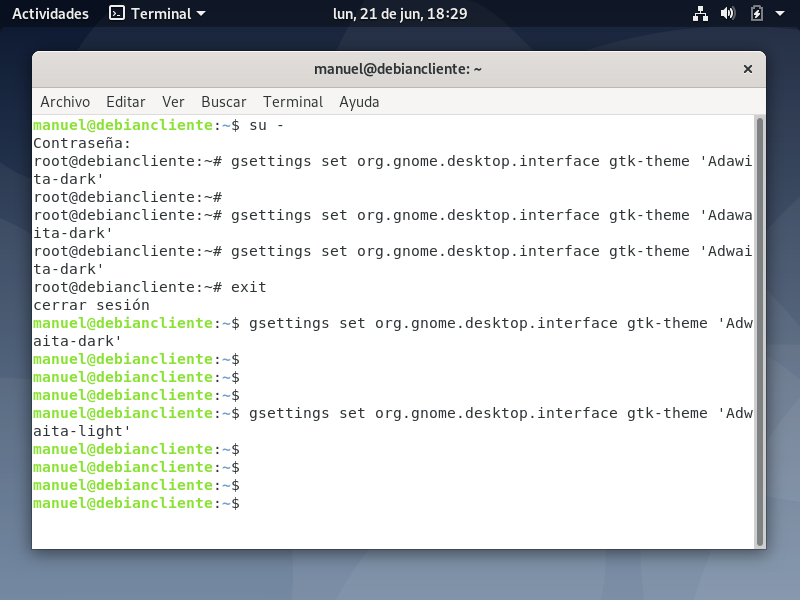 Actividades Terminal lun, 21 de jun, 18:29
manuel@debiancliente: ~ ×
Archivo Editar Ver Buscar Terminal Ayuda
manuel@debiancliente:~$ su -
Contraseña:
root@debiancliente:~# gsettings set org.gnome.desktop.interface gtk-theme 'Adawi
ta-dark'
root@debiancliente:~#
root@debiancliente:~# gsettings set org.gnome.desktop.interface gtk-theme 'Adawa
ita-dark'
root@debiancliente:~# gsettings set org.gnome.desktop.interface gtk-theme 'Adwai
ta-dark'
root@debiancliente:~# exit
cerrar sesión
manuel@debiancliente:~$ gsettings set org.gnome.desktop.interface gtk-theme 'Adw
aita-dark'
manuel@debiancliente:~$
manuel@debiancliente:~$
manuel@debiancliente:~$
manuel@debiancliente:~$ gsettings set org.gnome.desktop.interface gtk-theme 'Adw
aita-light'
manuel@debiancliente:~$
manuel@debiancliente:~$
manuel@debiancliente:~$
manuel@debiancliente:~$